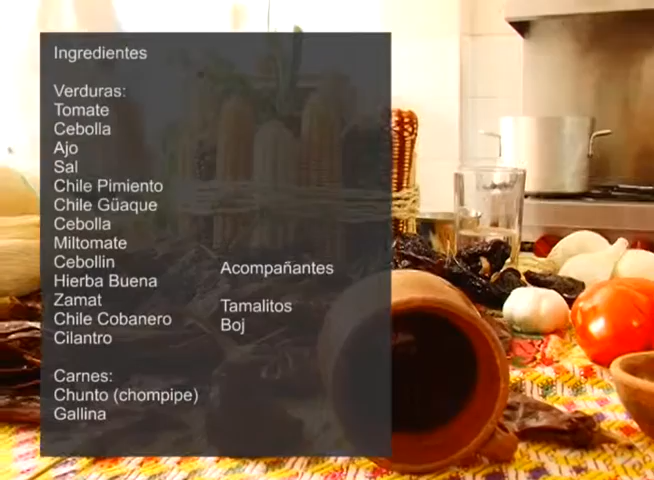 Ingredientes
Verduras:
Tomate
Cebolla
Ajo
Sal
Chile Pimiento
Chile Güaque
Cebolla
Miltomate
Cebollin
Hierba Buena
Zamat
Chile Cobanero
Cilantro
Carnes:
Chunto (chompipe)
Gallina
Acompañantes
Tamalitos
Boj